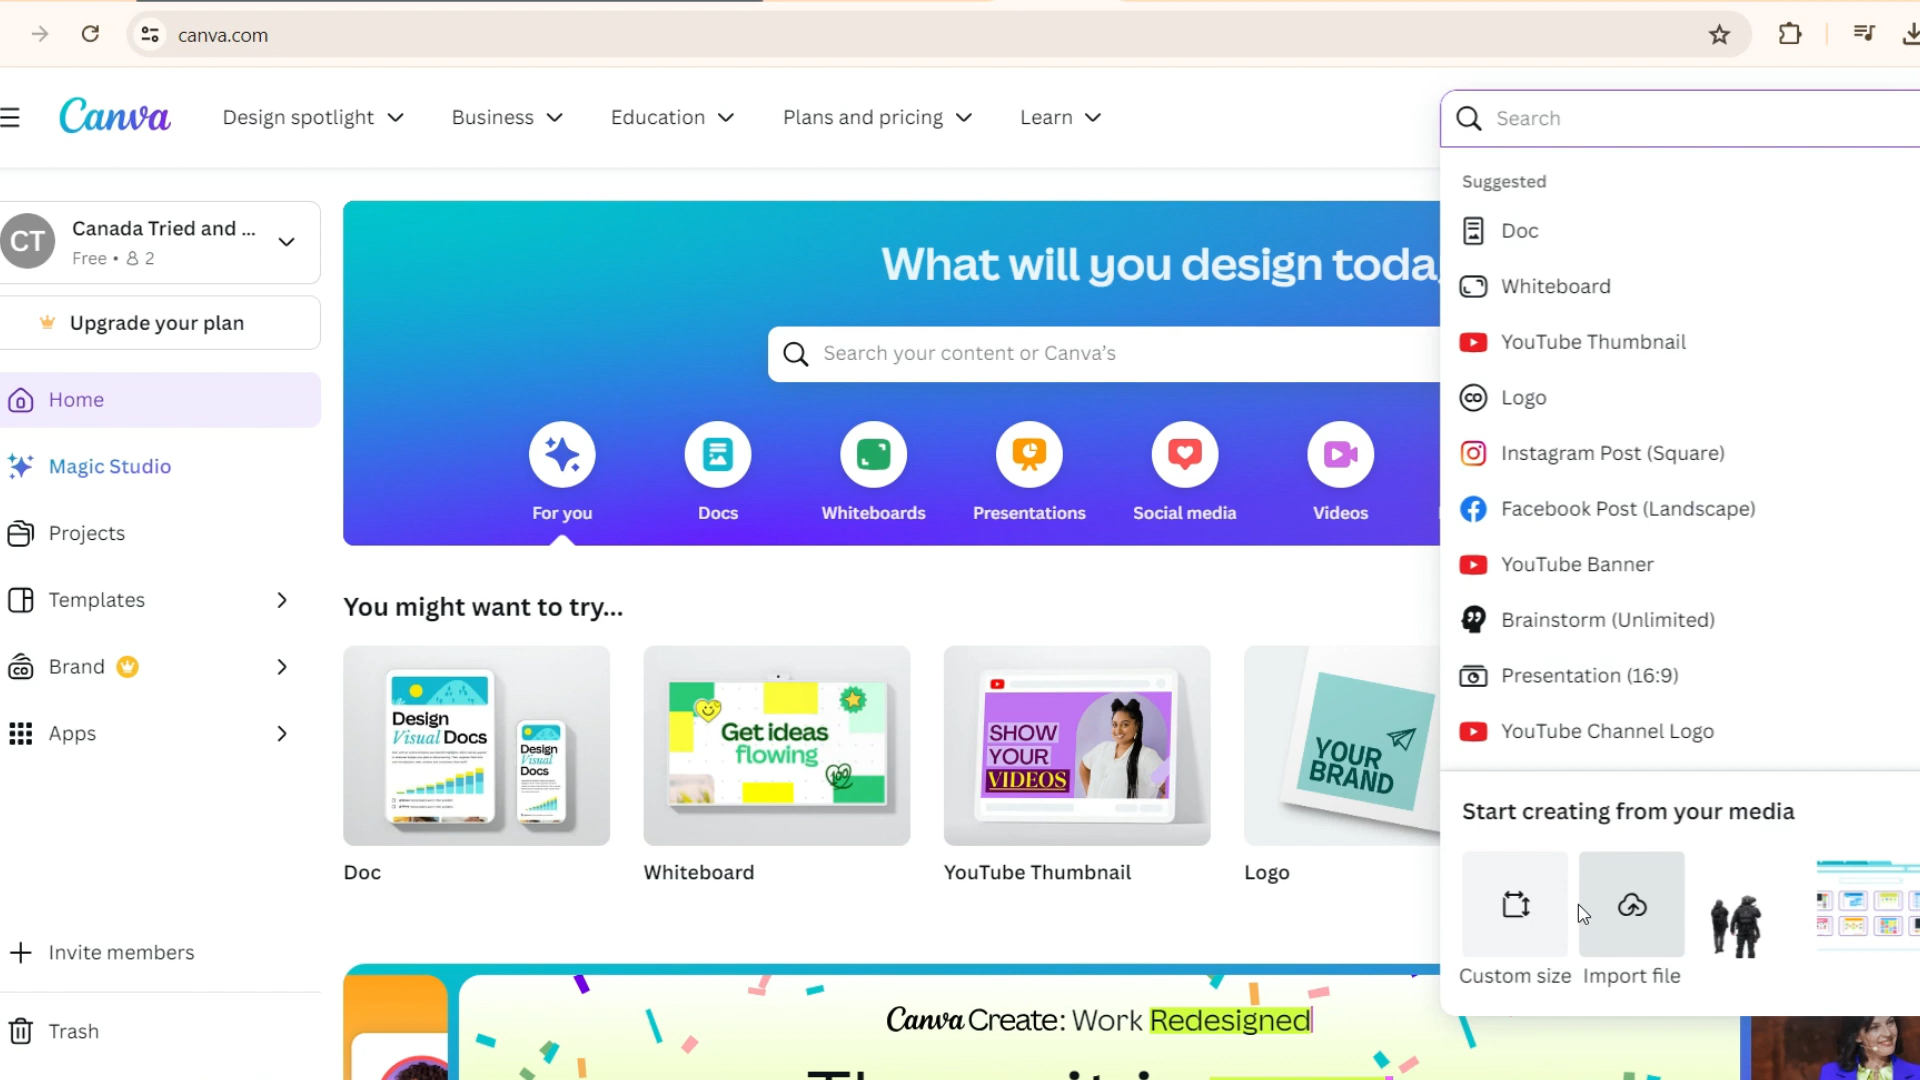 canva.com
Canva
Design spotlight
Business
Education
Plans and pricing
Learn
Search
CT
Canada Tried and ...
Free • 2
Upgrade your plan
Home
Magic Studio
Projects
Templates
Brand
Apps
Invite members
Trash
What will you design toda
Search your content or Canva's
For you
Docs
Whiteboards
Presentations
Social media
Videos
You might want to try...
Design
Visual Docs
Design
Visual
Docs
Get ideas
flowing
100
SHOW
YOUR
VIDEOS
YOUR
BRAND
Doc
Whiteboard
YouTube Thumbnail
Logo
Canva Create: Work Redesigned
Suggested
Doc
Whiteboard
YouTube Thumbnail
Logo
Instagram Post (Square)
Facebook Post (Landscape)
YouTube Banner
Brainstorm (Unlimited)
Presentation (16:9)
YouTube Channel Logo
Start creating from your media
Custom size
Import file